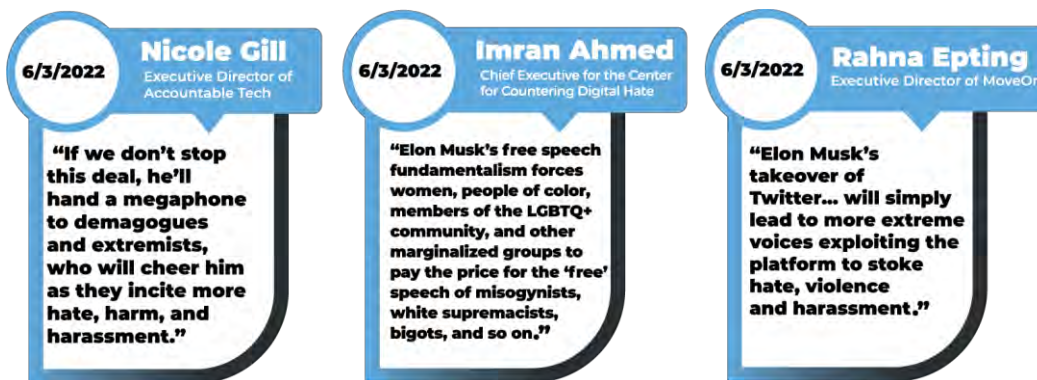 6/3/2022
Nicole Gill
Executive Director of
Accountable Tech
“If we don’t stop
this deal, he’ll
hand a megaphone
to demagogues
and extremists,
who will cheer him
as they incite more
hate, harm, and
harassment.”
6/3/2022
Imran Ahmed
Chief Executive for the Center
for Countering Digital Hate
“Elon Musk’s free speech
fundamentalism forces
women, people of color,
members of the LGBTQ+
community, and other
marginalized groups to
pay the price for the ‘free’
speech of misogynists,
white supremacists,
bigots, and so on.”
6/3/2022
Rahna Epting
Executive Director of MoveOn
“Elon Musk’s
takeover of
Twitter... will simply
lead to more extreme
voices exploiting the
platform to stoke
hate, violence
and harassment.”